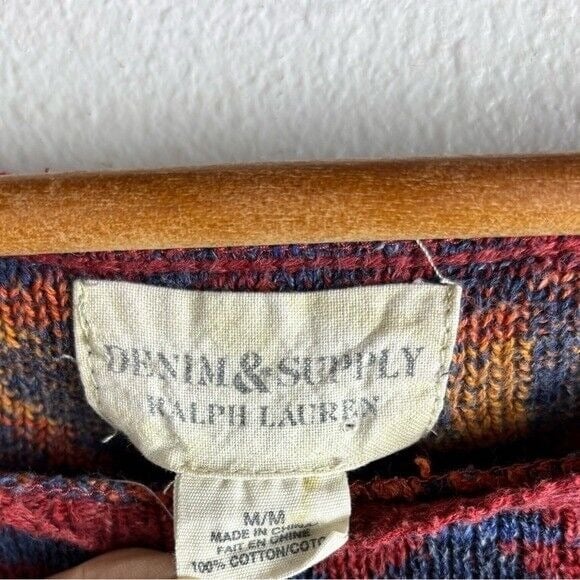 DENIM & SUPPLY
RALPH LAUREN
M/M
MADE IN CHINA
FAIT EN CHINE
100% COTTON/COTO